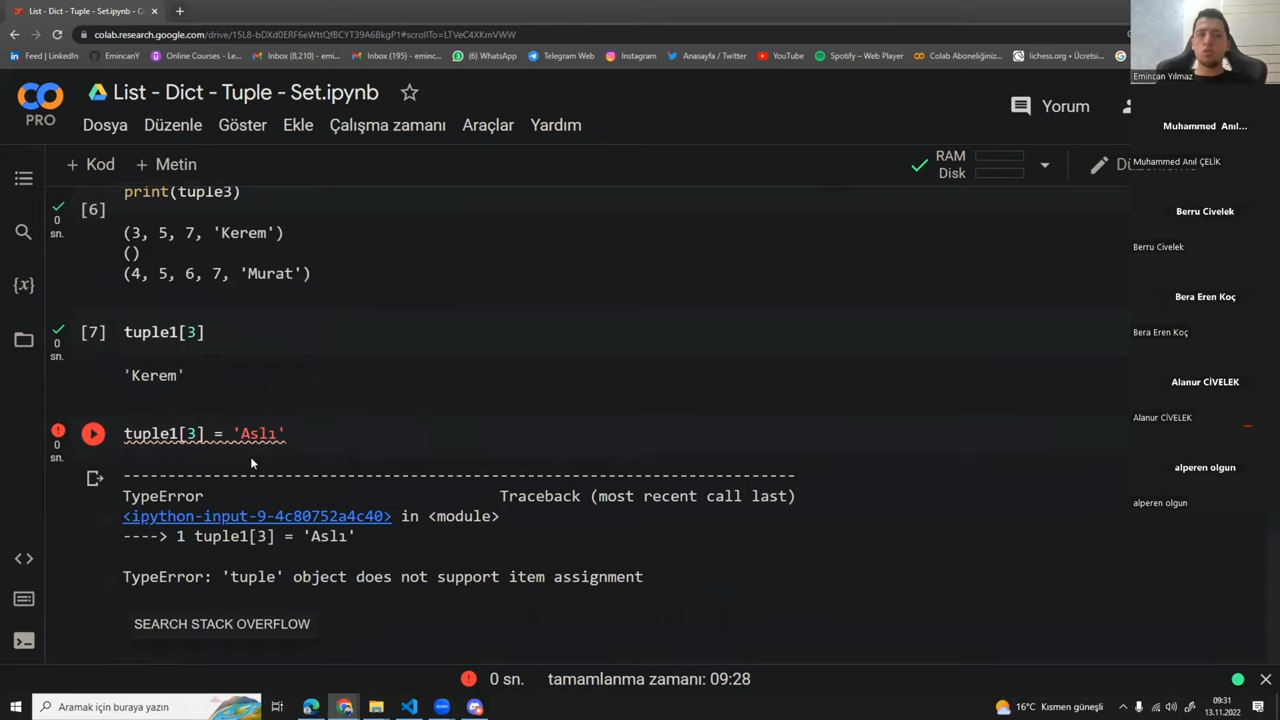 List - Dict - Tuple - Set.ipynb - C
colab.research.google.com/drive/15L8-bDXd0ERF6eWttQfBCYT39A6BkgP1#scrollTo=LTVeC4XKmVWW
Feed | LinkedIn
EmincanY
Online Courses - Le...
Inbox (8,210) - emi...
Inbox (195) - eminc...
(6) WhatsApp
Telegram Web
Instagram
Anasayfa / Twitter
YouTube
Spotify – Web Player
Colab Aboneliğiniz...
lichess.org • Ücretsi...
PRO
List - Dict - Tuple - Set.ipynb
Yorum
Dosya
Düzenle
Göster
Ekle
Çalışma zamanı
Araçlar
Yardım
+ Kod
+ Metin
RAM
Disk
print(tuple3)
[6]
0
sn.
(3, 5, 7, 'Kerem')
()
(4, 5, 6, 7, 'Murat')
[7]
tuple1[3]
0
sn.
'Kerem'
tuple1[3] = 'Aslı'
0
sn.
---------------------------------------------------------------------------
TypeError Traceback (most recent call last)
<ipython-input-9-4c80752a4c40> in <module>
----> 1 tuple1[3] = 'Aslı'
TypeError: 'tuple' object does not support item assignment
SEARCH STACK OVERFLOW
0 sn. tamamlanma zamanı: 09:28
Emincan Yılmaz
Muhammed Anıl...
Muhammed Anıl ÇELİK
Berru Civelek
Berru Civelek
Bera Eren Koç
Bera Eren Koç
Alanur CİVELEK
Alanur CİVELEK
alperen olgun
alperen olgun
Aramak için buraya yazın
16°C Kısmen güneşli
09:31
13.11.2022